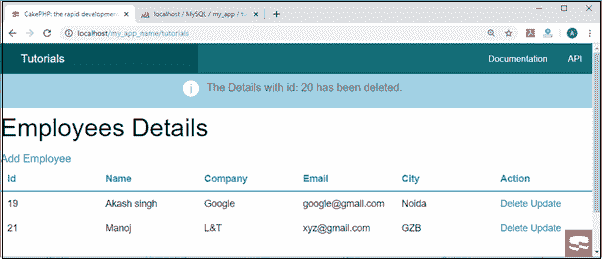 CakePHP: the rapid developmen
localhost / MySQL / my_app / t
localhost/my_app_name/tutorials
Tutorials Documentation API
The Details with id: 20 has been deleted.
Employees Details
Add Employee
Id Name Company Email City Action
19 Akash singh Google google@gmail.com Noida Delete Update
21 Manoj L&T xyz@gmail.com GZB Delete Update